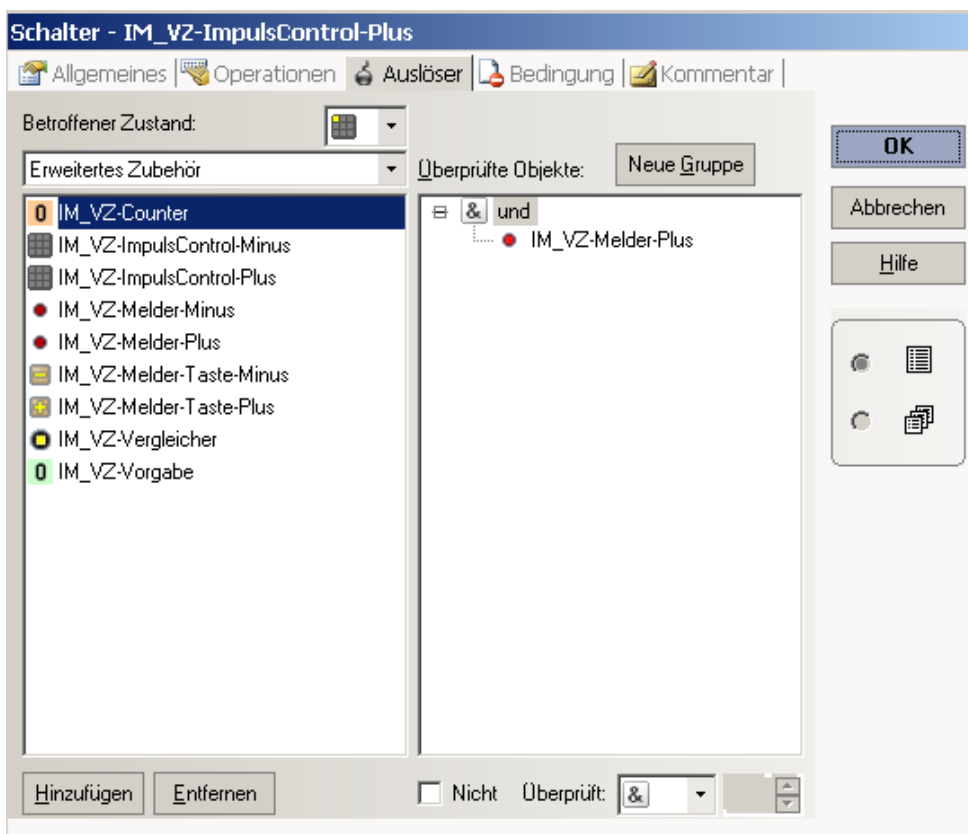 Schalter - IM_VZ-ImpulsControl-Plus
Allgemeines Operationen Auslöser Bedingung Kommentar
Betroffener Zustand:
Erweitertes Zubehör
Überprüfte Objekte: Neue Gruppe
0 IM_VZ-Counter
IM_VZ-ImpulsControl-Minus
IM_VZ-ImpulsControl-Plus
IM_VZ-Melder-Minus
IM_VZ-Melder-Plus
IM_VZ-Melder-Taste-Minus
IM_VZ-Melder-Taste-Plus
IM_VZ-Vergleicher
0 IM_VZ-Vorgabe
& und
IM_VZ-Melder-Plus
OK
Abbrechen
Hilfe
Hinzufügen Entfernen
Nicht Überprüft: &